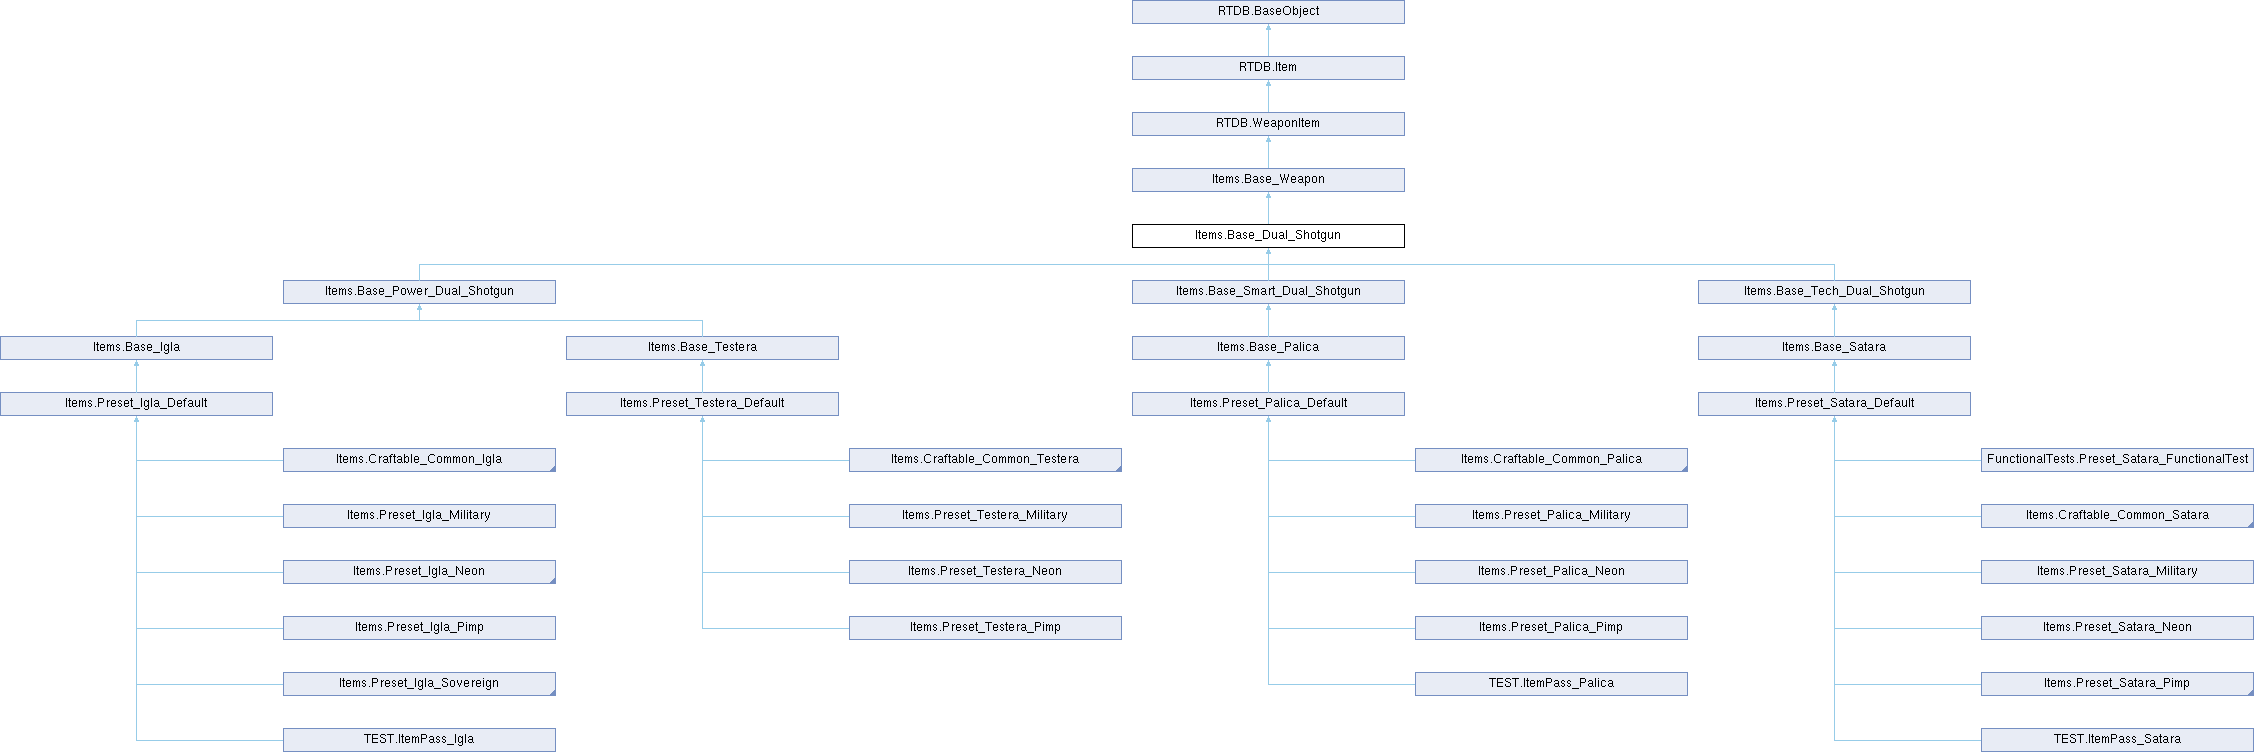 RTDB.BaseObject
RTDB.Item
RTDB.WeaponItem
Items.Base_Weapon
Items.Base_Dual_Shotgun
Items.Base_Power_Dual_Shotgun
Items.Base_Smart_Dual_Shotgun
Items.Base_Tech_Dual_Shotgun
Items.Base_Igla
Items.Base_Testera
Items.Base_Palica
Items.Base_Satara
Items.Preset_Igla_Default
Items.Preset_Testera_Default
Items.Preset_Palica_Default
Items.Preset_Satara_Default
Items.Craftable_Common_Igla
Items.Craftable_Common_Testera
Items.Craftable_Common_Palica
FunctionalTests.Preset_Satara_FunctionalTest
Items.Preset_Igla_Military
Items.Preset_Testera_Military
Items.Preset_Palica_Military
Items.Craftable_Common_Satara
Items.Preset_Igla_Neon
Items.Preset_Testera_Neon
Items.Preset_Palica_Neon
Items.Preset_Satara_Military
Items.Preset_Igla_Pimp
Items.Preset_Testera_Pimp
Items.Preset_Palica_Pimp
Items.Preset_Satara_Neon
Items.Preset_Igla_Sovereign
TEST.ItemPass_Palica
Items.Preset_Satara_Pimp
TEST.ItemPass_Igla
TEST.ItemPass_Satara